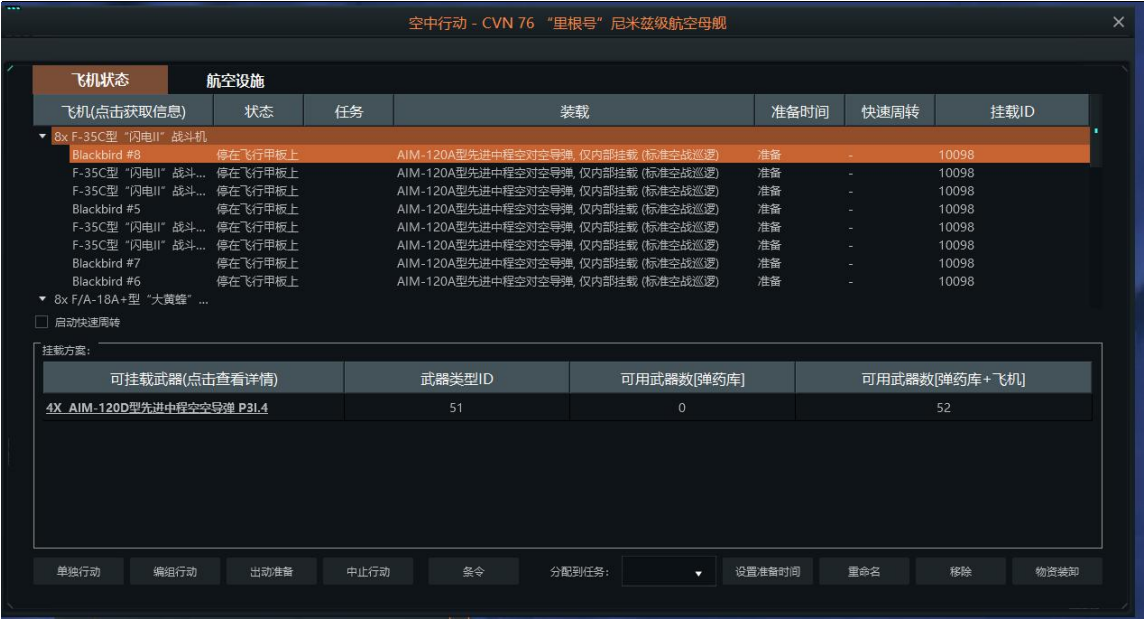 空中行动 - CVN 76 “里根号”尼米兹级航空母舰
飞机状态 航空设施
飞机(点击获取信息) 状态 任务 装载 准备时间 快速周转 挂载ID
8x F-35C型“闪电II”战斗机
Blackbird #8 停在飞行甲板上 AIM-120A型先进中程空对空导弹, 仅内部挂载 (标准空战巡逻) 准备 - 10098
F-35C型“闪电II”战斗... 停在飞行甲板上 AIM-120A型先进中程空对空导弹, 仅内部挂载 (标准空战巡逻) 准备 - 10098
F-35C型“闪电II”战斗... 停在飞行甲板上 AIM-120A型先进中程空对空导弹, 仅内部挂载 (标准空战巡逻) 准备 - 10098
Blackbird #5 停在飞行甲板上 AIM-120A型先进中程空对空导弹, 仅内部挂载 (标准空战巡逻) 准备 - 10098
F-35C型“闪电II”战斗... 停在飞行甲板上 AIM-120A型先进中程空对空导弹, 仅内部挂载 (标准空战巡逻) 准备 - 10098
F-35C型“闪电II”战斗... 停在飞行甲板上 AIM-120A型先进中程空对空导弹, 仅内部挂载 (标准空战巡逻) 准备 - 10098
Blackbird #7 停在飞行甲板上 AIM-120A型先进中程空对空导弹, 仅内部挂载 (标准空战巡逻) 准备 - 10098
Blackbird #6 停在飞行甲板上 AIM-120A型先进中程空对空导弹, 仅内部挂载 (标准空战巡逻) 准备 - 10098
8x F/A-18A+型“大黄蜂”...
启动快速周转
挂载方案:
可挂载武器(点击查看详情) 武器类型ID 可用武器数[弹药库] 可用武器数[弹药库+飞机]
4X AIM-120D型先进中程空空导弹 P3I.4 51 0 52
单独行动 编组行动 出动准备 中止行动 条令 分配到任务: 设置准备时间 重命名 移除 物资装卸